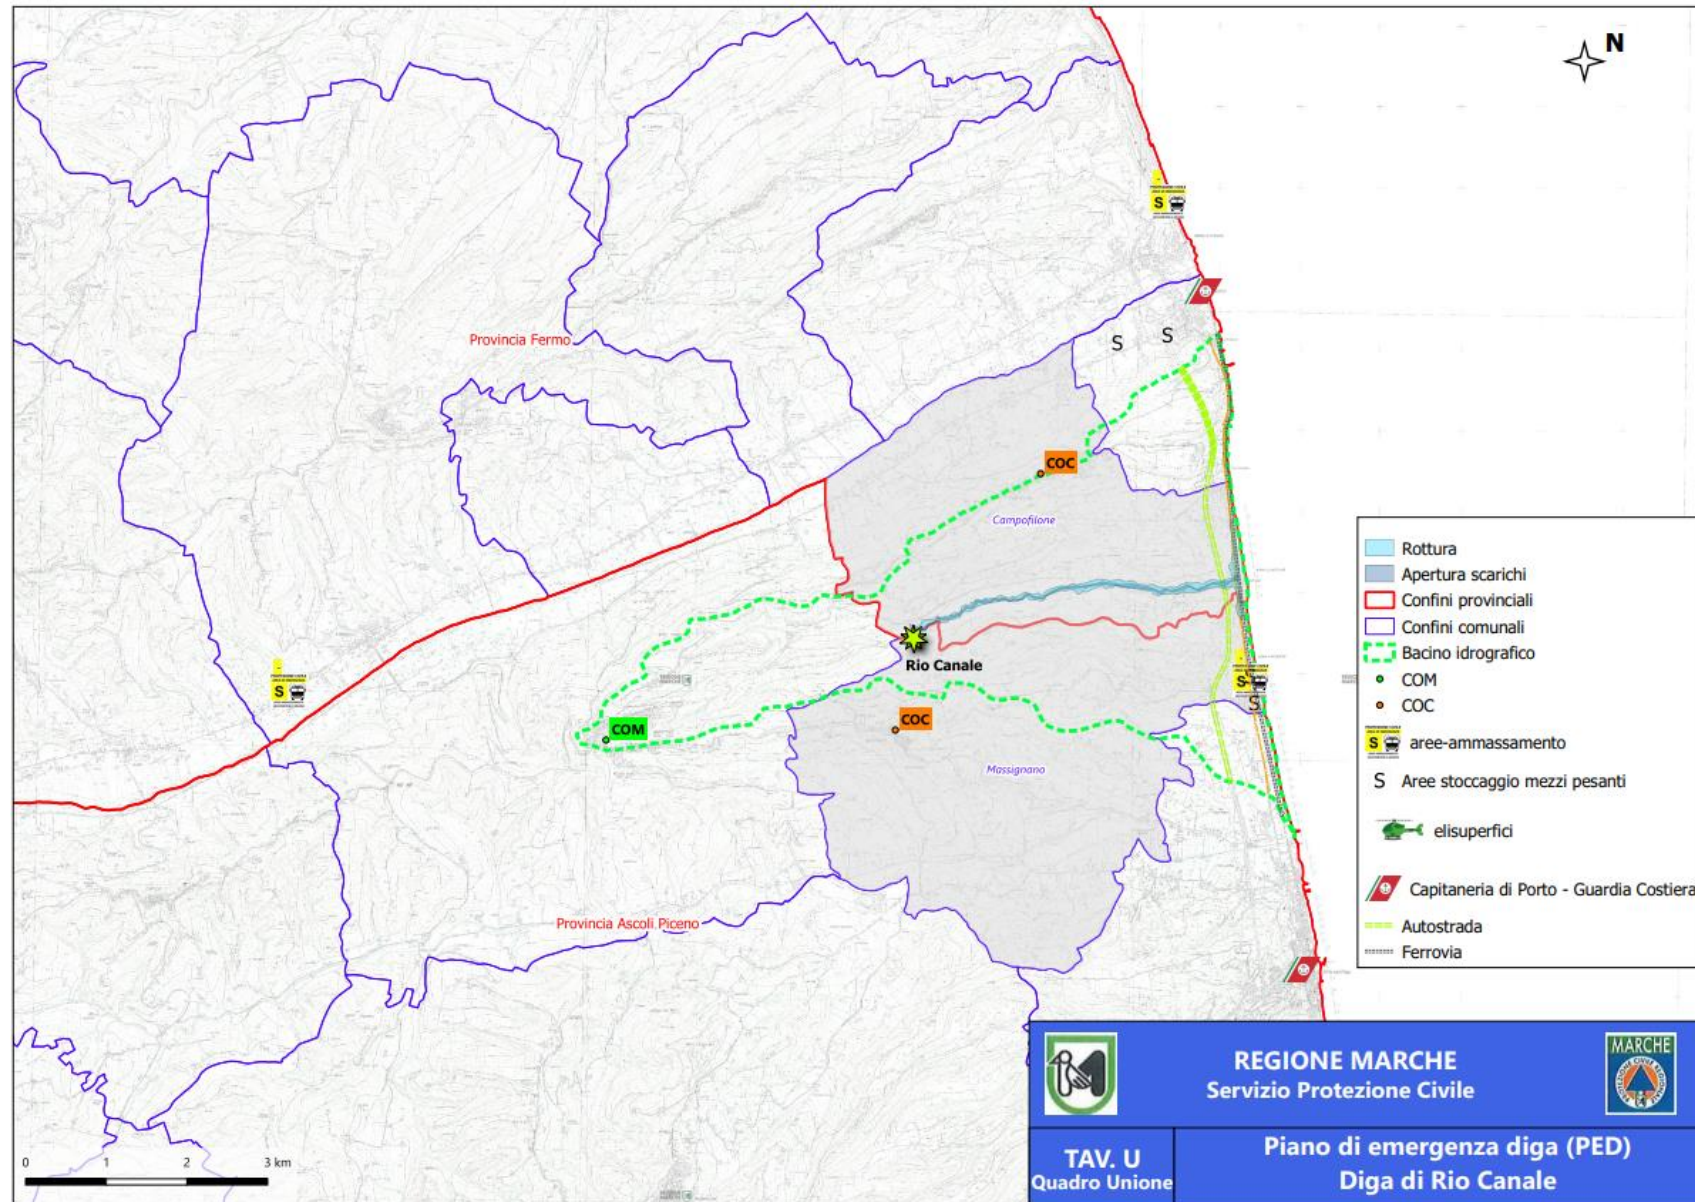 N
S
Provincia Fermo
S
S
COC
Campofilone
Rio Canale
S
S
S
COM
COC
Massignano
Provincia Ascoli Piceno
Rottura
Apertura scarichi
Confini provinciali
Confini comunali
Bacino idrografico
COM
COC
S aree-ammassamento
S Aree stoccaggio mezzi pesanti
elisuperfici
Capitaneria di Porto - Guardia Costiera
Autostrada
Ferrovia
0 1 2 3 km
REGIONE MARCHE
Servizio Protezione Civile
MARCHE
TAV. U
Quadro Unione
Piano di emergenza diga (PED)
Diga di Rio Canale